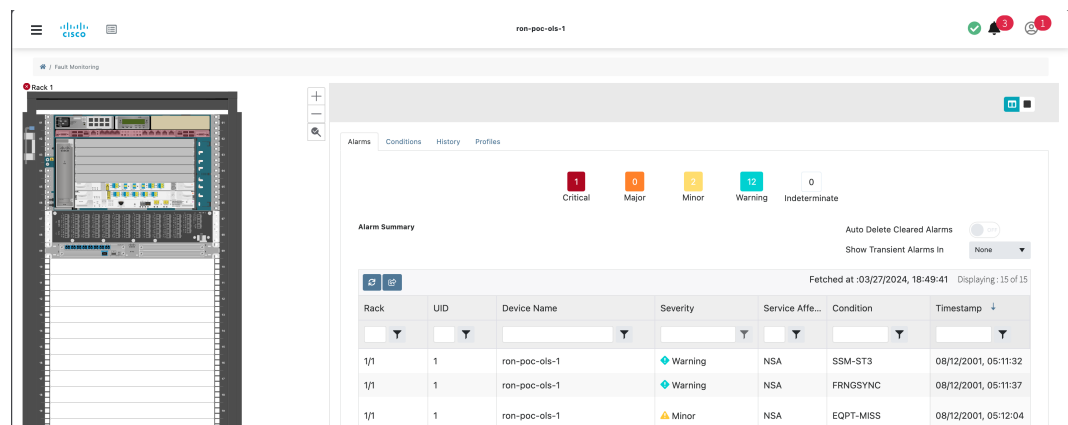 cisco
ron-poc-ols-1
3
1
/ Fault Monitoring
Rack 1
Alarms Conditions History Profiles
1 0 2 12 0
Critical Major Minor Warning Indeterminate
Alarm Summary
Auto Delete Cleared Alarms
Show Transient Alarms In None
Fetched at :03/27/2024, 18:49:41 Displaying : 15 of 15
Rack UID Device Name Severity Service Affe... Condition Timestamp
1/1 1 ron-poc-ols-1 Warning NSA SSM-ST3 08/12/2001, 05:11:32
1/1 1 ron-poc-ols-1 Warning NSA FRNGSYNC 08/12/2001, 05:11:37
1/1 1 ron-poc-ols-1 Minor NSA EQPT-MISS 08/12/2001, 05:12:04